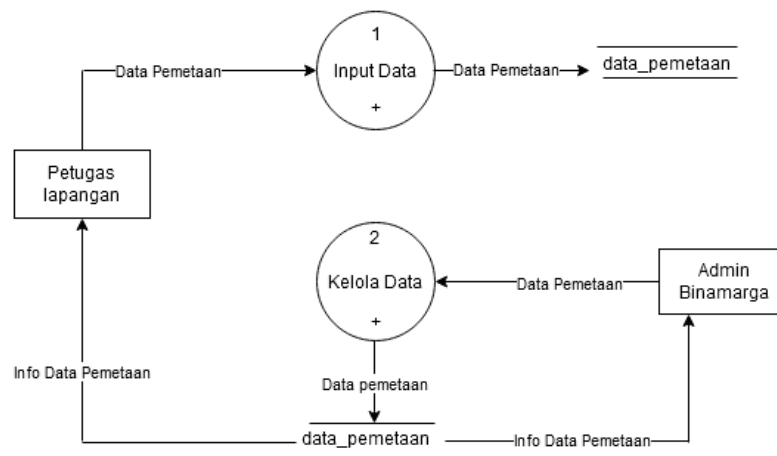 1
Input Data
+
Data Pemetaan
Data Pemetaan
data_pemetaan
Petugas
lapangan
2
Kelola Data
+
Data Pemetaan
Admin
Binamarga
Info Data Pemetaan
Data pemetaan
data_pemetaan
Info Data Pemetaan